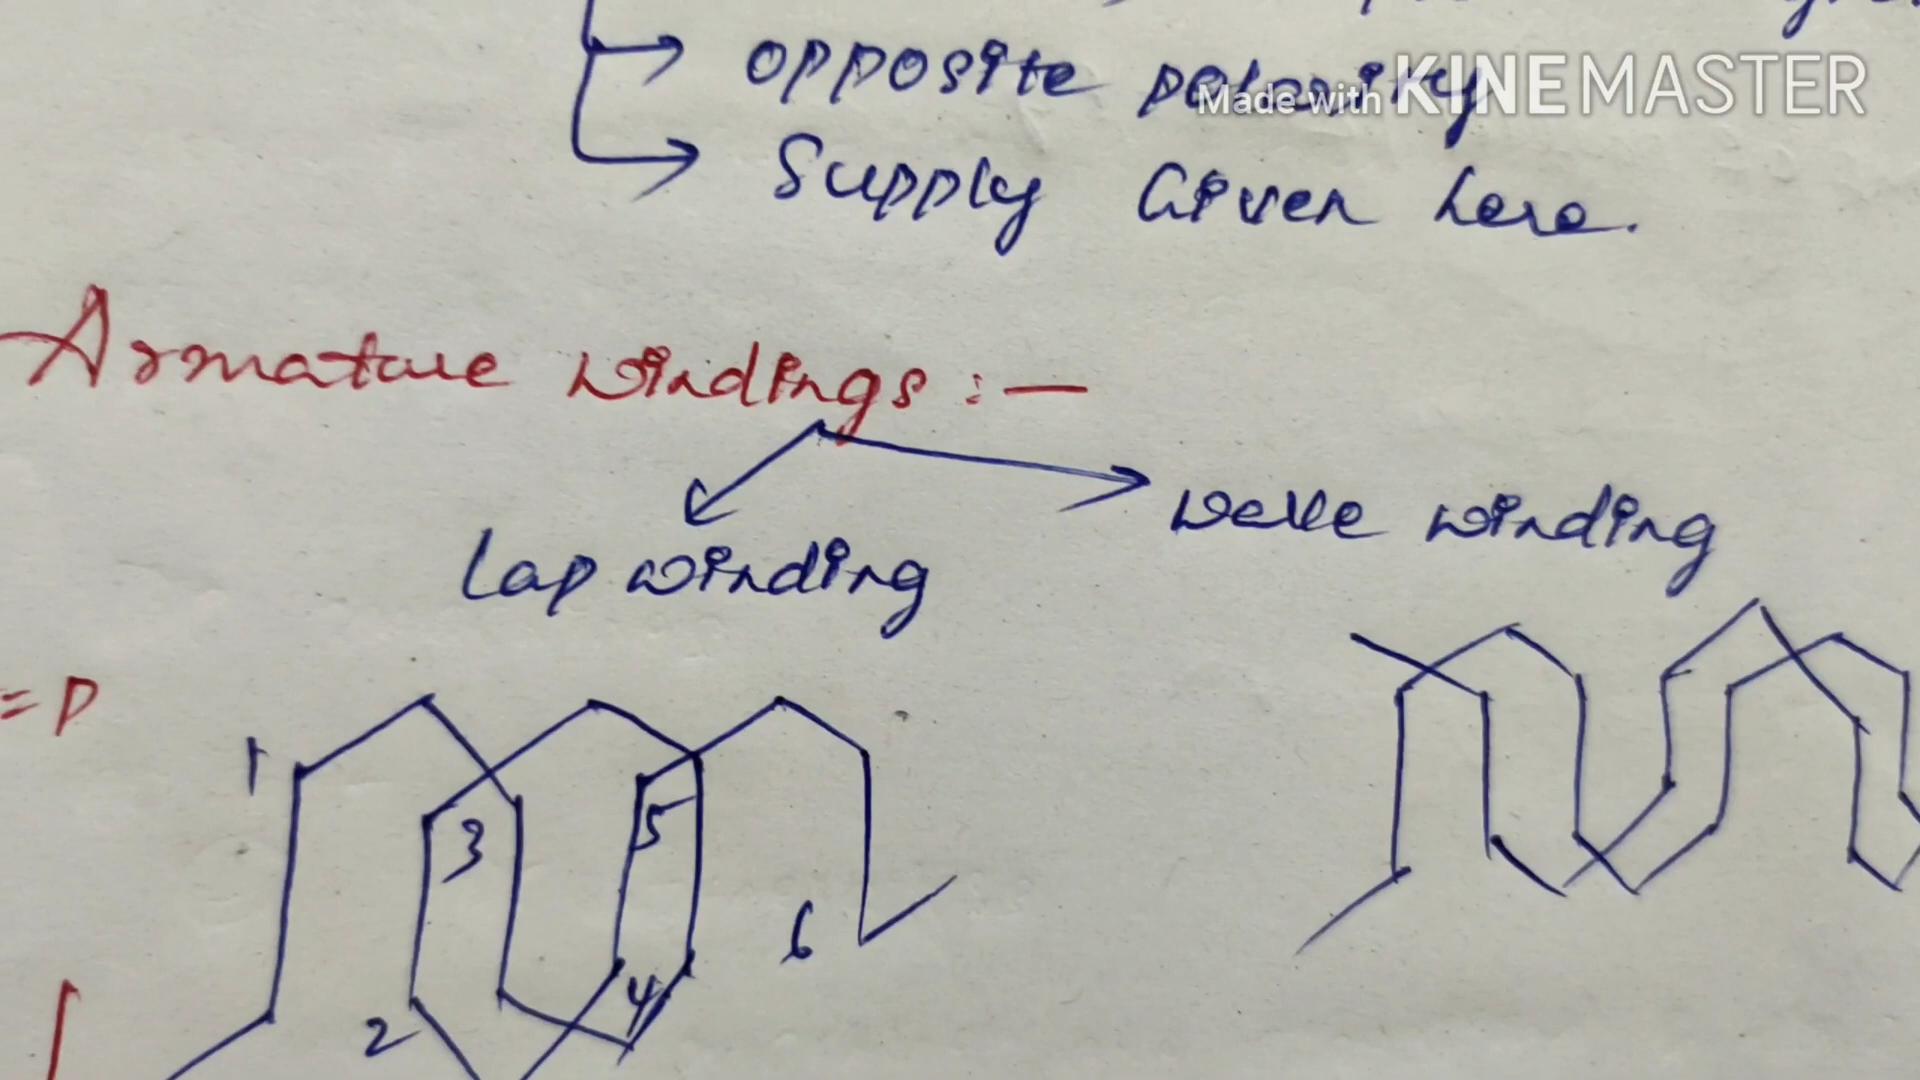 → opposite polarity
Made with KINEMASTER
→ Supply Given here.
Armature windings : —
Lap winding
wave winding
= P
1
3
5
6
4
2